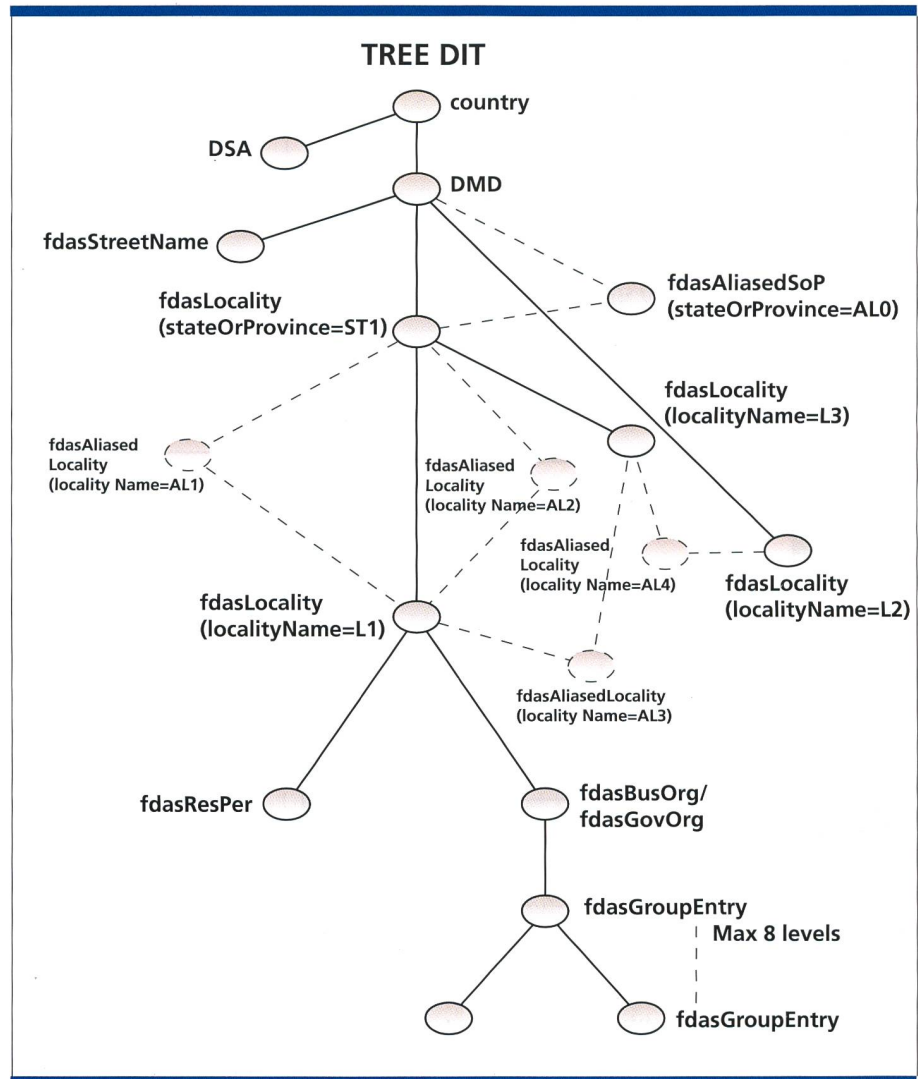 TREE DIT
country
DSA
DMD
fdasStreetName
fdasAliasedSoP
(stateOrProvince=AL0)
fdasLocality
(stateOrProvince=ST1)
fdasLocality
(localityName=L3)
fdasAliased
Locality
(locality Name=AL1)
fdasAliased
Locality
(locality Name=AL2)
fdasAliased
Locality
(locality Name=AL4)
fdasLocality
(localityName=L2)
fdasLocality
(localityName=L1)
fdasAliasedLocality
(locality Name=AL3)
fdasResPer
fdasBusOrg/
fdasGovOrg
fdasGroupEntry
Max 8 levels
fdasGroupEntry